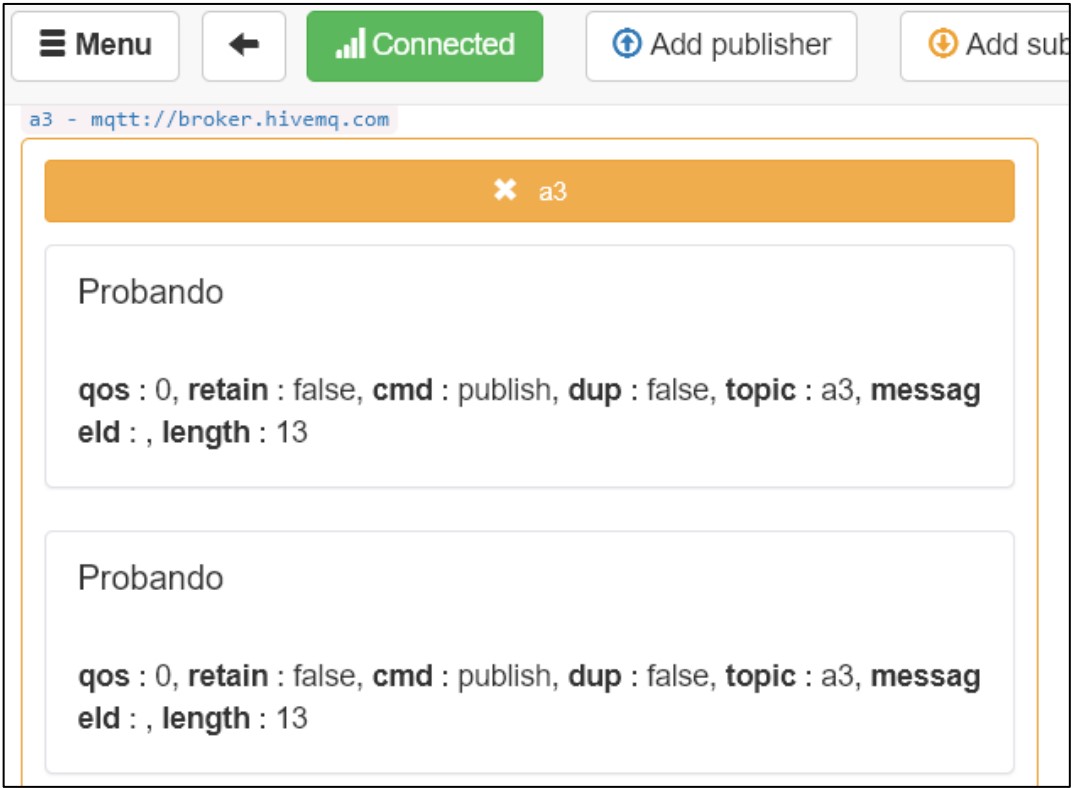 Menu
Connected
Add publisher
Add sub
a3 - mqtt://broker.hivemq.com
a3
Probando
qos : 0, retain : false, cmd : publish, dup : false, topic : a3, messag
eId : , length : 13
Probando
qos : 0, retain : false, cmd : publish, dup : false, topic : a3, messag
eId : , length : 13